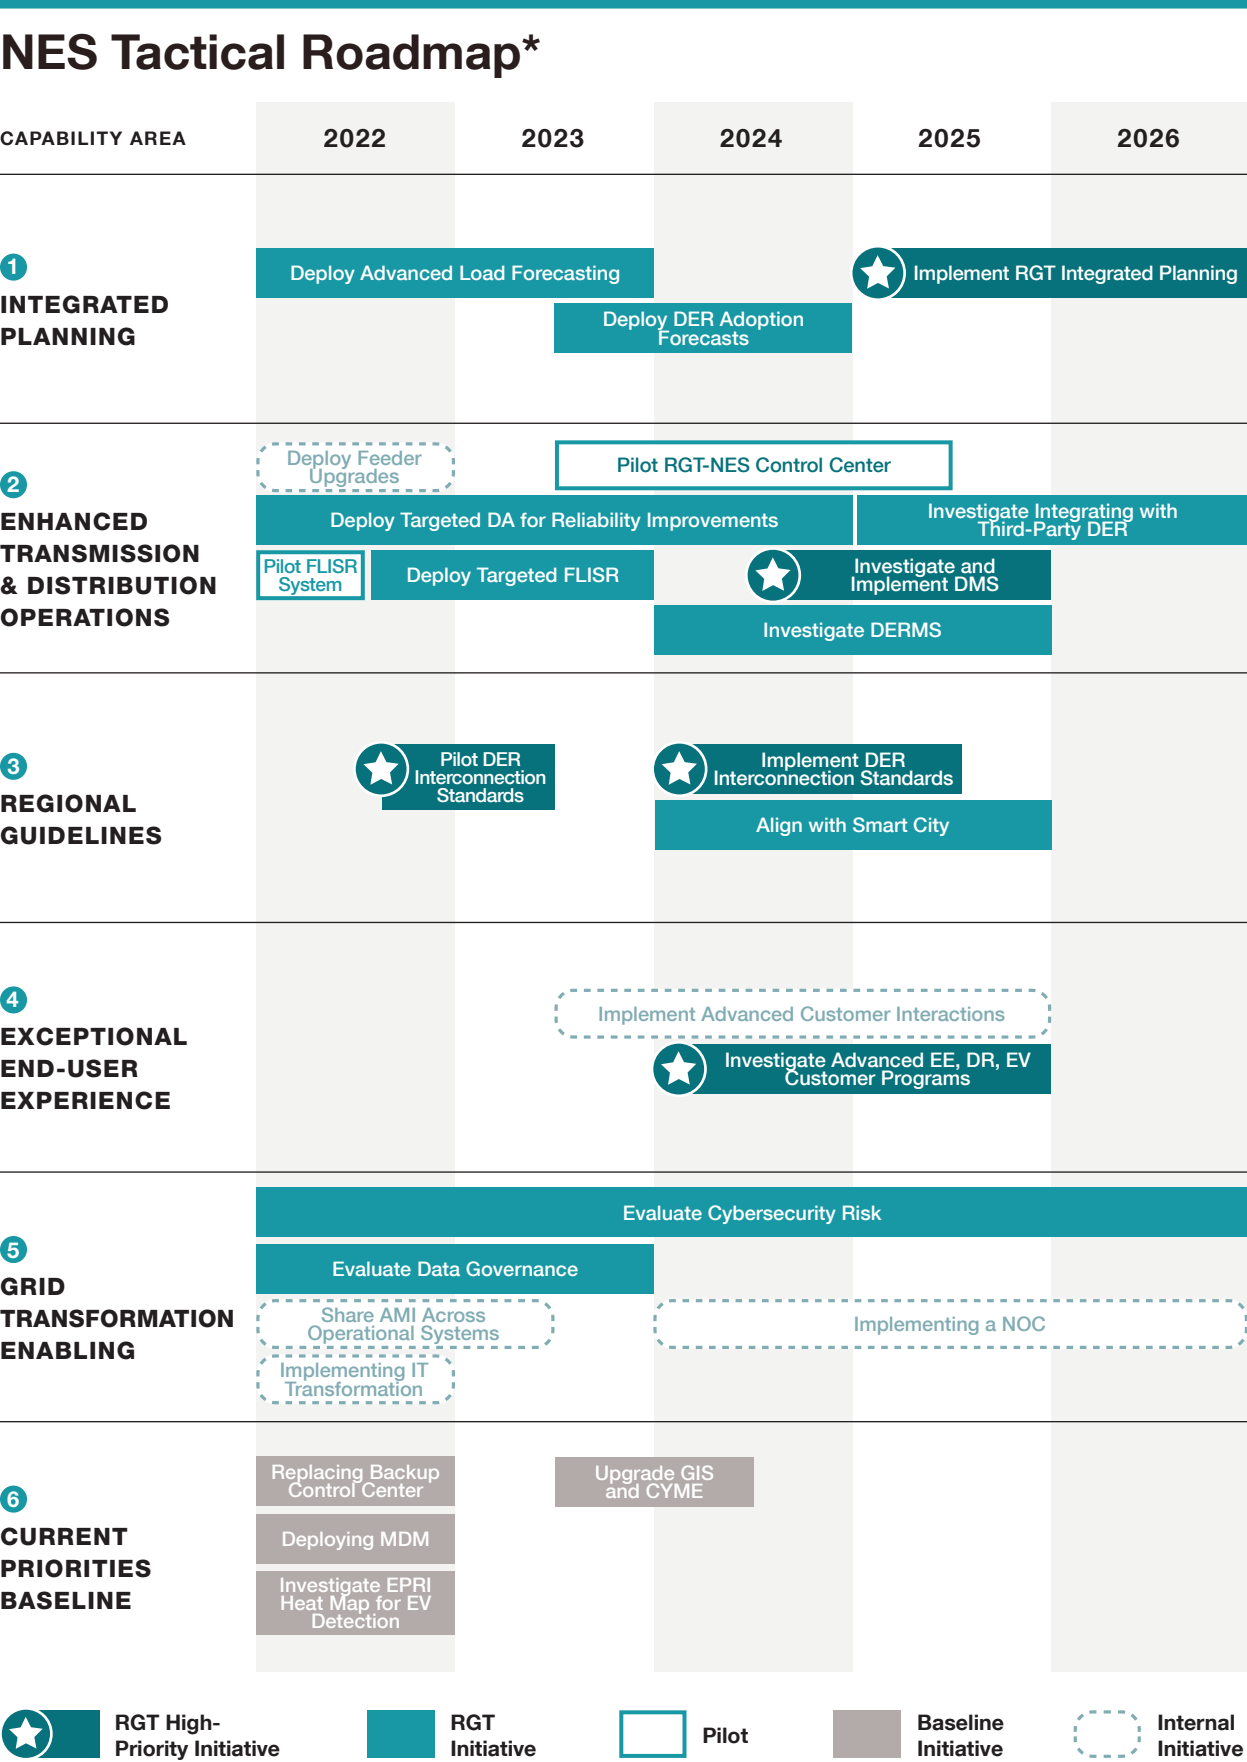 NES Tactical Roadmap*
CAPABILITY AREA
2022
2023
2024
2025
2026
1
INTEGRATED
PLANNING
Deploy Advanced Load Forecasting
Implement RGT Integrated Planning
Deploy DER Adoption
Forecasts
2
ENHANCED
TRANSMISSION
& DISTRIBUTION
OPERATIONS
Deploy Feeder
Upgrades
Pilot RGT-NES Control Center
Deploy Targeted DA for Reliability Improvements
Investigate Integrating with
Third-Party DER
Pilot FLISR
System
Deploy Targeted FLISR
Investigate and
Implement DMS
Investigate DERMS
3
REGIONAL
GUIDELINES
Pilot DER
Interconnection
Standards
Implement DER
Interconnection Standards
Align with Smart City
4
EXCEPTIONAL
END-USER
EXPERIENCE
Implement Advanced Customer Interactions
Investigate Advanced EE, DR, EV
Customer Programs
5
GRID
TRANSFORMATION
ENABLING
Evaluate Cybersecurity Risk
Evaluate Data Governance
Share AMI Across
Operational Systems
Implementing a NOC
Implementing IT
Transformation
6
CURRENT
PRIORITIES
BASELINE
Replacing Backup
Control Center
Upgrade GIS
and CYME
Deploying MDM
Investigate EPRI
Heat Map for EV
Detection
RGT High-
Priority Initiative
RGT
Initiative
Pilot
Baseline
Initiative
Internal
Initiative